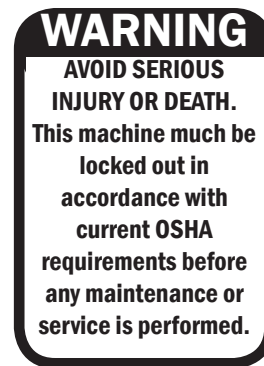 WARNING
AVOID SERIOUS
INJURY OR DEATH.
This machine much be
locked out in
accordance with
current OSHA
requirements before
any maintenance or
service is performed.